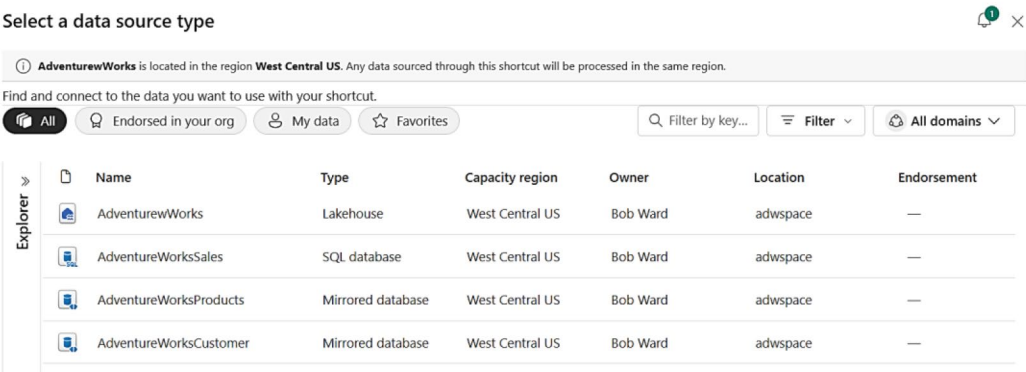 Select a data source type
1
AdventurewWorks is located in the region West Central US. Any data sourced through this shortcut will be processed in the same region.
Find and connect to the data you want to use with your shortcut.
All Endorsed in your org My data Favorites Filter by key... Filter All domains
Explorer
Name Type Capacity region Owner Location Endorsement
AdventurewWorks Lakehouse West Central US Bob Ward adwspace —
AdventureWorksSales SQL database West Central US Bob Ward adwspace —
AdventureWorksProducts Mirrored database West Central US Bob Ward adwspace —
AdventureWorksCustomer Mirrored database West Central US Bob Ward adwspace —